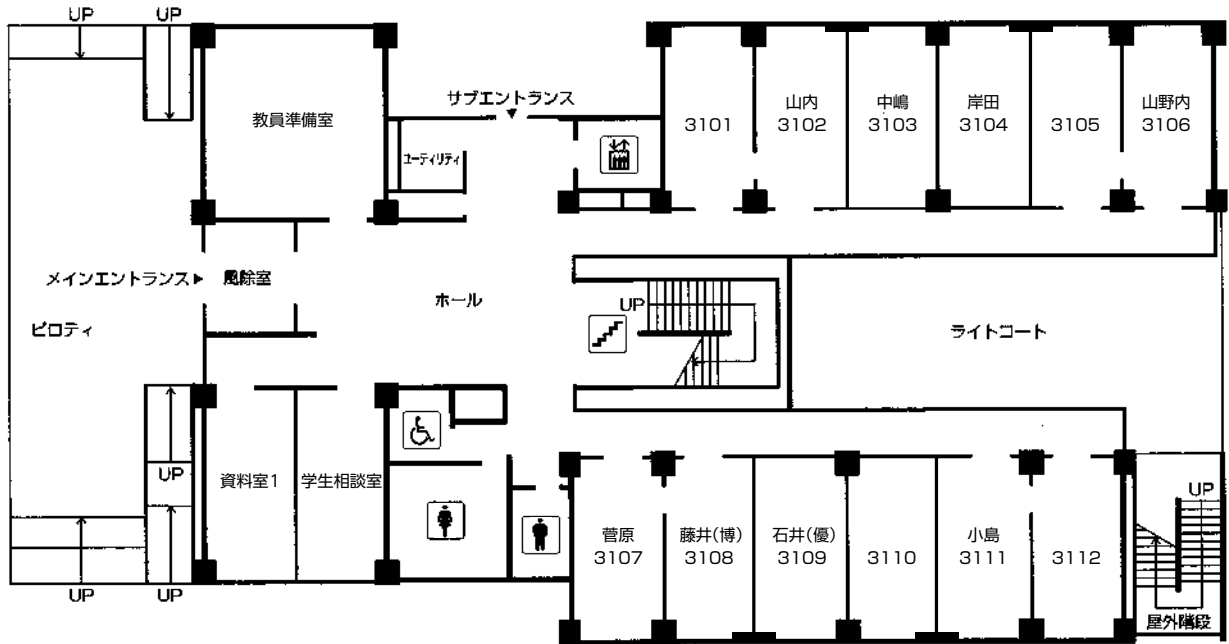 UP
UP
教員準備室
サブエントランス
ユーティリティ
3101
山内
3102
中嶋
3103
岸田
3104
3105
山野内
3106
メインエントランス
風除室
ホール
UP
ピロティ
ライトコート
UP
資料室1
学生相談室
菅原
3107
藤井(博)
3108
石井(優)
3109
3110
小島
3111
3112
UP
屋外階段
UP
UP